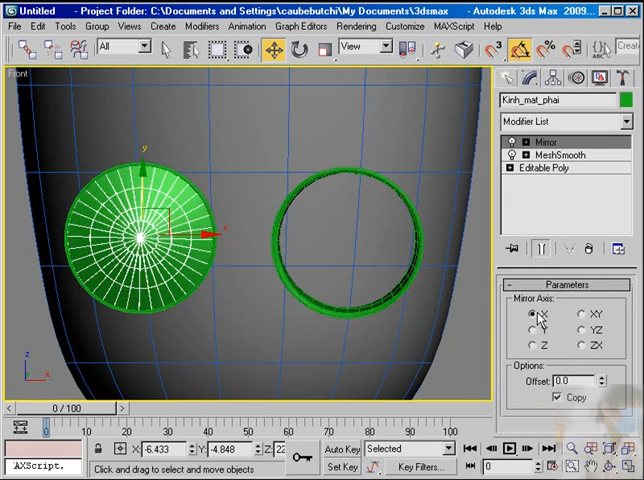 Untitled - Project Folder: C:\Documents and Settings\caubebutchi\My Documents\3dsmax - Autodesk 3ds Max 2009...
File Edit Tools Group Views Create Modifiers Animation Graph Editors Rendering Customize MAXScript Help
All View 3 % ABC Create
Front
y
x
z
x
Kinh_mat_phai
Modifier List
Mirror
MeshSmooth
Editable Poly
- Parameters
Mirror Axis:
X XY
Y YZ
Z ZX
Options:
Offset: 0.0
Copy
< 0 / 100 >
0 10 20 30 40 50 60 70 80 90 100
X: -6.433 Y: -4.848 Z: 22 Auto Key Selected
AXScript. Click and drag to select and move objects Set Key Key Filters... 0